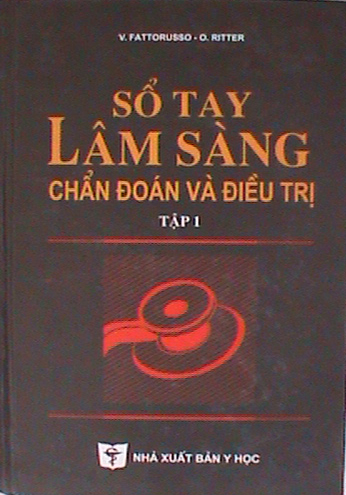 V. FATTORUSSO - O. RITTER
SỔ TAY
LÂM SÀNG
CHẨN ĐOÁN VÀ ĐIỀU TRỊ
TẬP 1
NHÀ XUẤT BẢN Y HỌC